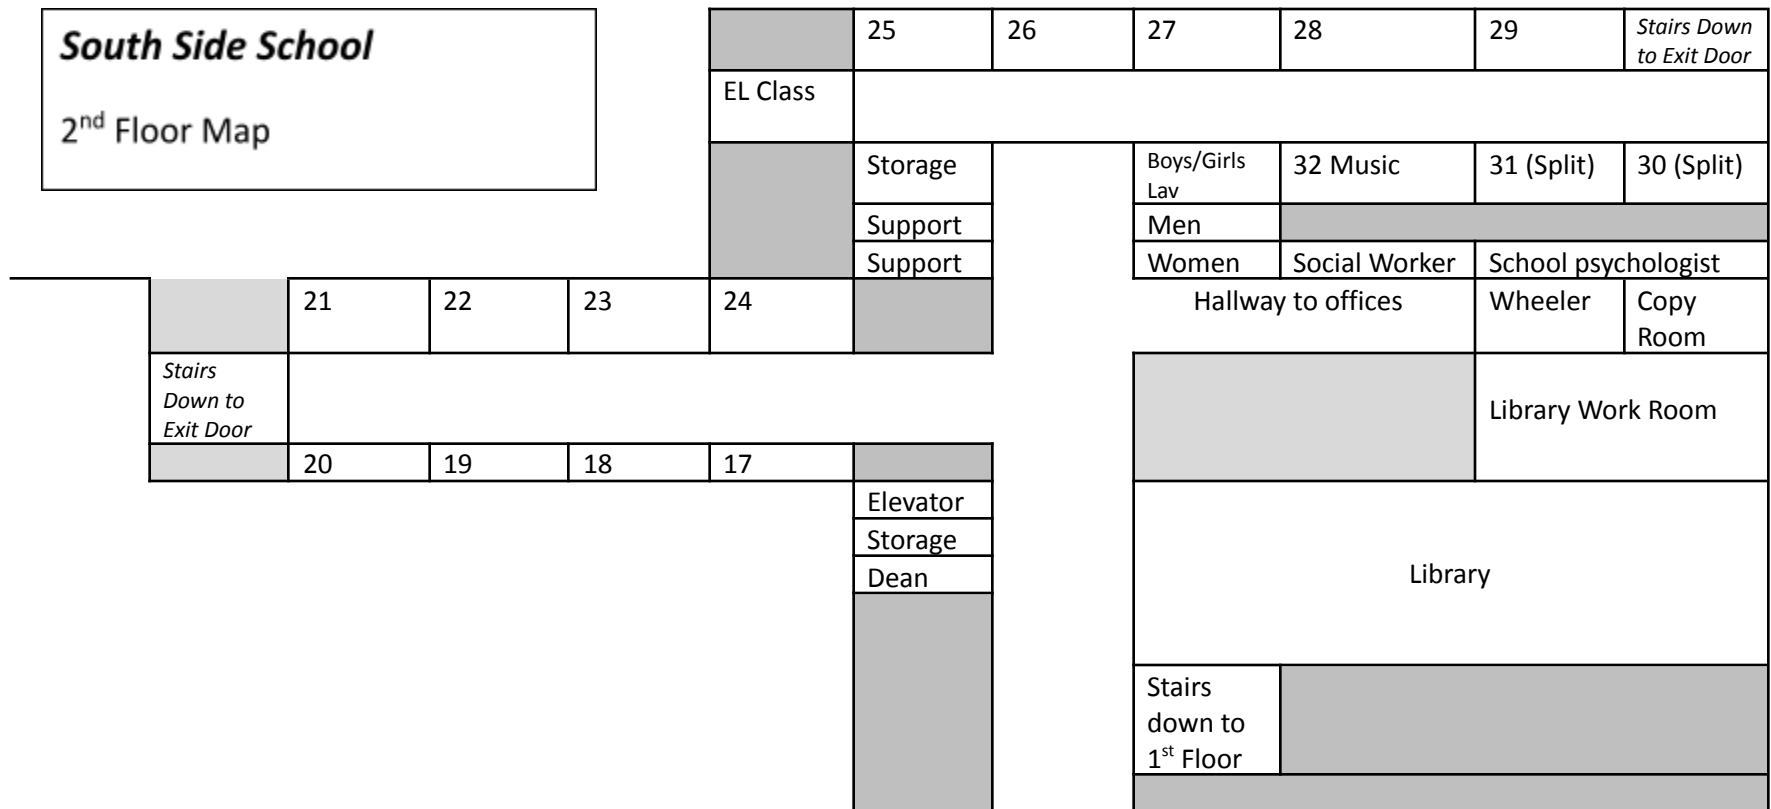 South Side School
2nd Floor Map
25
26
27
28
29
Stairs Down
to Exit Door
EL Class
Storage
Boys/Girls
Lav
32 Music
31 (Split)
30 (Split)
Support
Men
Support
Women
Social Worker
School psychologist
21
22
23
24
Hallway to offices
Wheeler
Copy
Room
Stairs
Down to
Exit Door
Library Work Room
20
19
18
17
Elevator
Storage
Dean
Library
Stairs
down to
1st Floor